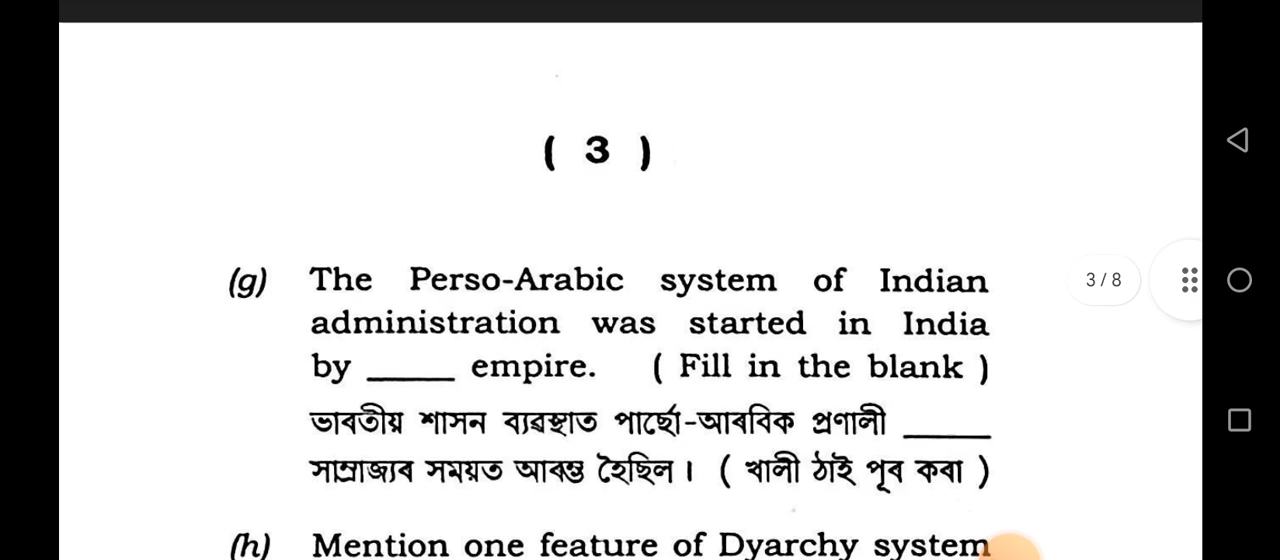 ( 3 )
3 / 8
(g) The Perso-Arabic system of Indian
administration was started in India
by _____ empire. ( Fill in the blank )
ভাৰতীয় শাসন ব্যৱস্থাত পাৰ্ছো-আৰবিক প্ৰণালী _____
সাম্ৰাজ্যৰ সময়ত আৰম্ভ হৈছিল। ( খালী ঠাই পূৰ কৰা )
(h) Mention one feature of Dyarchy system